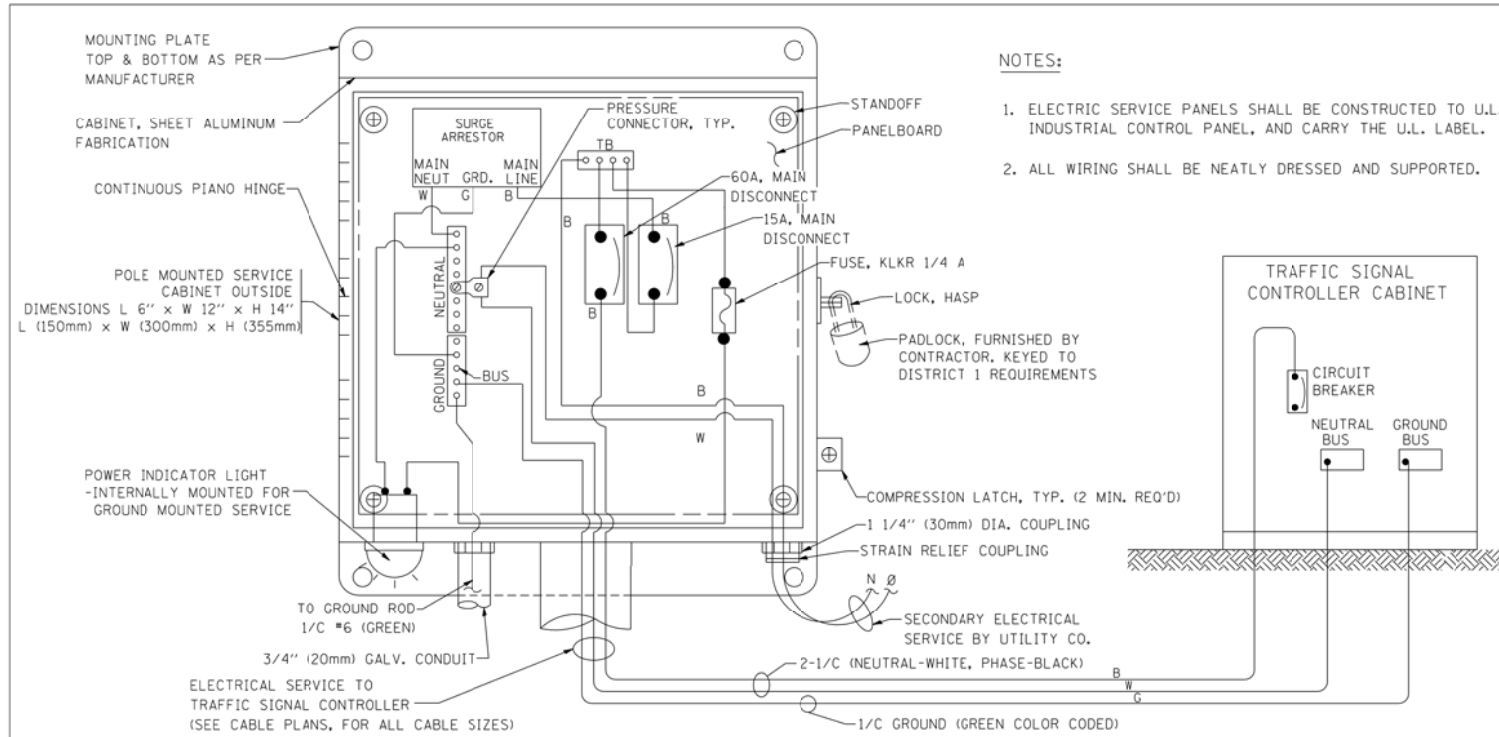 MOUNTING PLATE
TOP & BOTTOM AS PER
MANUFACTURER
CABINET, SHEET ALUMINUM
FABRICATION
CONTINUOUS PIANO HINGE
POLE MOUNTED SERVICE
CABINET OUTSIDE
DIMENSIONS L 6" x W 12" x H 14"
L (150mm) x W (300mm) x H (355mm)
POWER INDICATOR LIGHT
-INTERNALLY MOUNTED FOR
GROUND MOUNTED SERVICE
SURGE
ARRESTOR
MAIN
NEUT
GRD.
MAIN
LINE
W
G
B
PRESSURE
CONNECTOR, TYP.
TB
STANDOFF
PANELBOARD
60A, MAIN
DISCONNECT
15A, MAIN
DISCONNECT
B
B
B
FUSE, KLKR 1/4 A
LOCK, HASP
PADLOCK, FURNISHED BY
CONTRACTOR. KEYED TO
DISTRICT 1 REQUIREMENTS
NEUTRAL
GROUND
BUS
B
W
COMPRESSION LATCH, TYP. (2 MIN. REQ'D)
1 1/4" (30mm) DIA. COUPLING
STRAIN RELIEF COUPLING
N Ø
SECONDARY ELECTRICAL
SERVICE BY UTILITY CO.
TO GROUND ROD
1/C #6 (GREEN)
3/4" (20mm) GALV. CONDUIT
ELECTRICAL SERVICE TO
TRAFFIC SIGNAL CONTROLLER
(SEE CABLE PLANS, FOR ALL CABLE SIZES)
2-1/C (NEUTRAL-WHITE, PHASE-BLACK)
B
W
G
1/C GROUND (GREEN COLOR CODED)
NOTES:
1. ELECTRIC SERVICE PANELS SHALL BE CONSTRUCTED TO U.L.
INDUSTRIAL CONTROL PANEL, AND CARRY THE U.L. LABEL.
2. ALL WIRING SHALL BE NEATLY DRESSED AND SUPPORTED.
TRAFFIC SIGNAL
CONTROLLER CABINET
CIRCUIT
BREAKER
NEUTRAL
BUS
GROUND
BUS